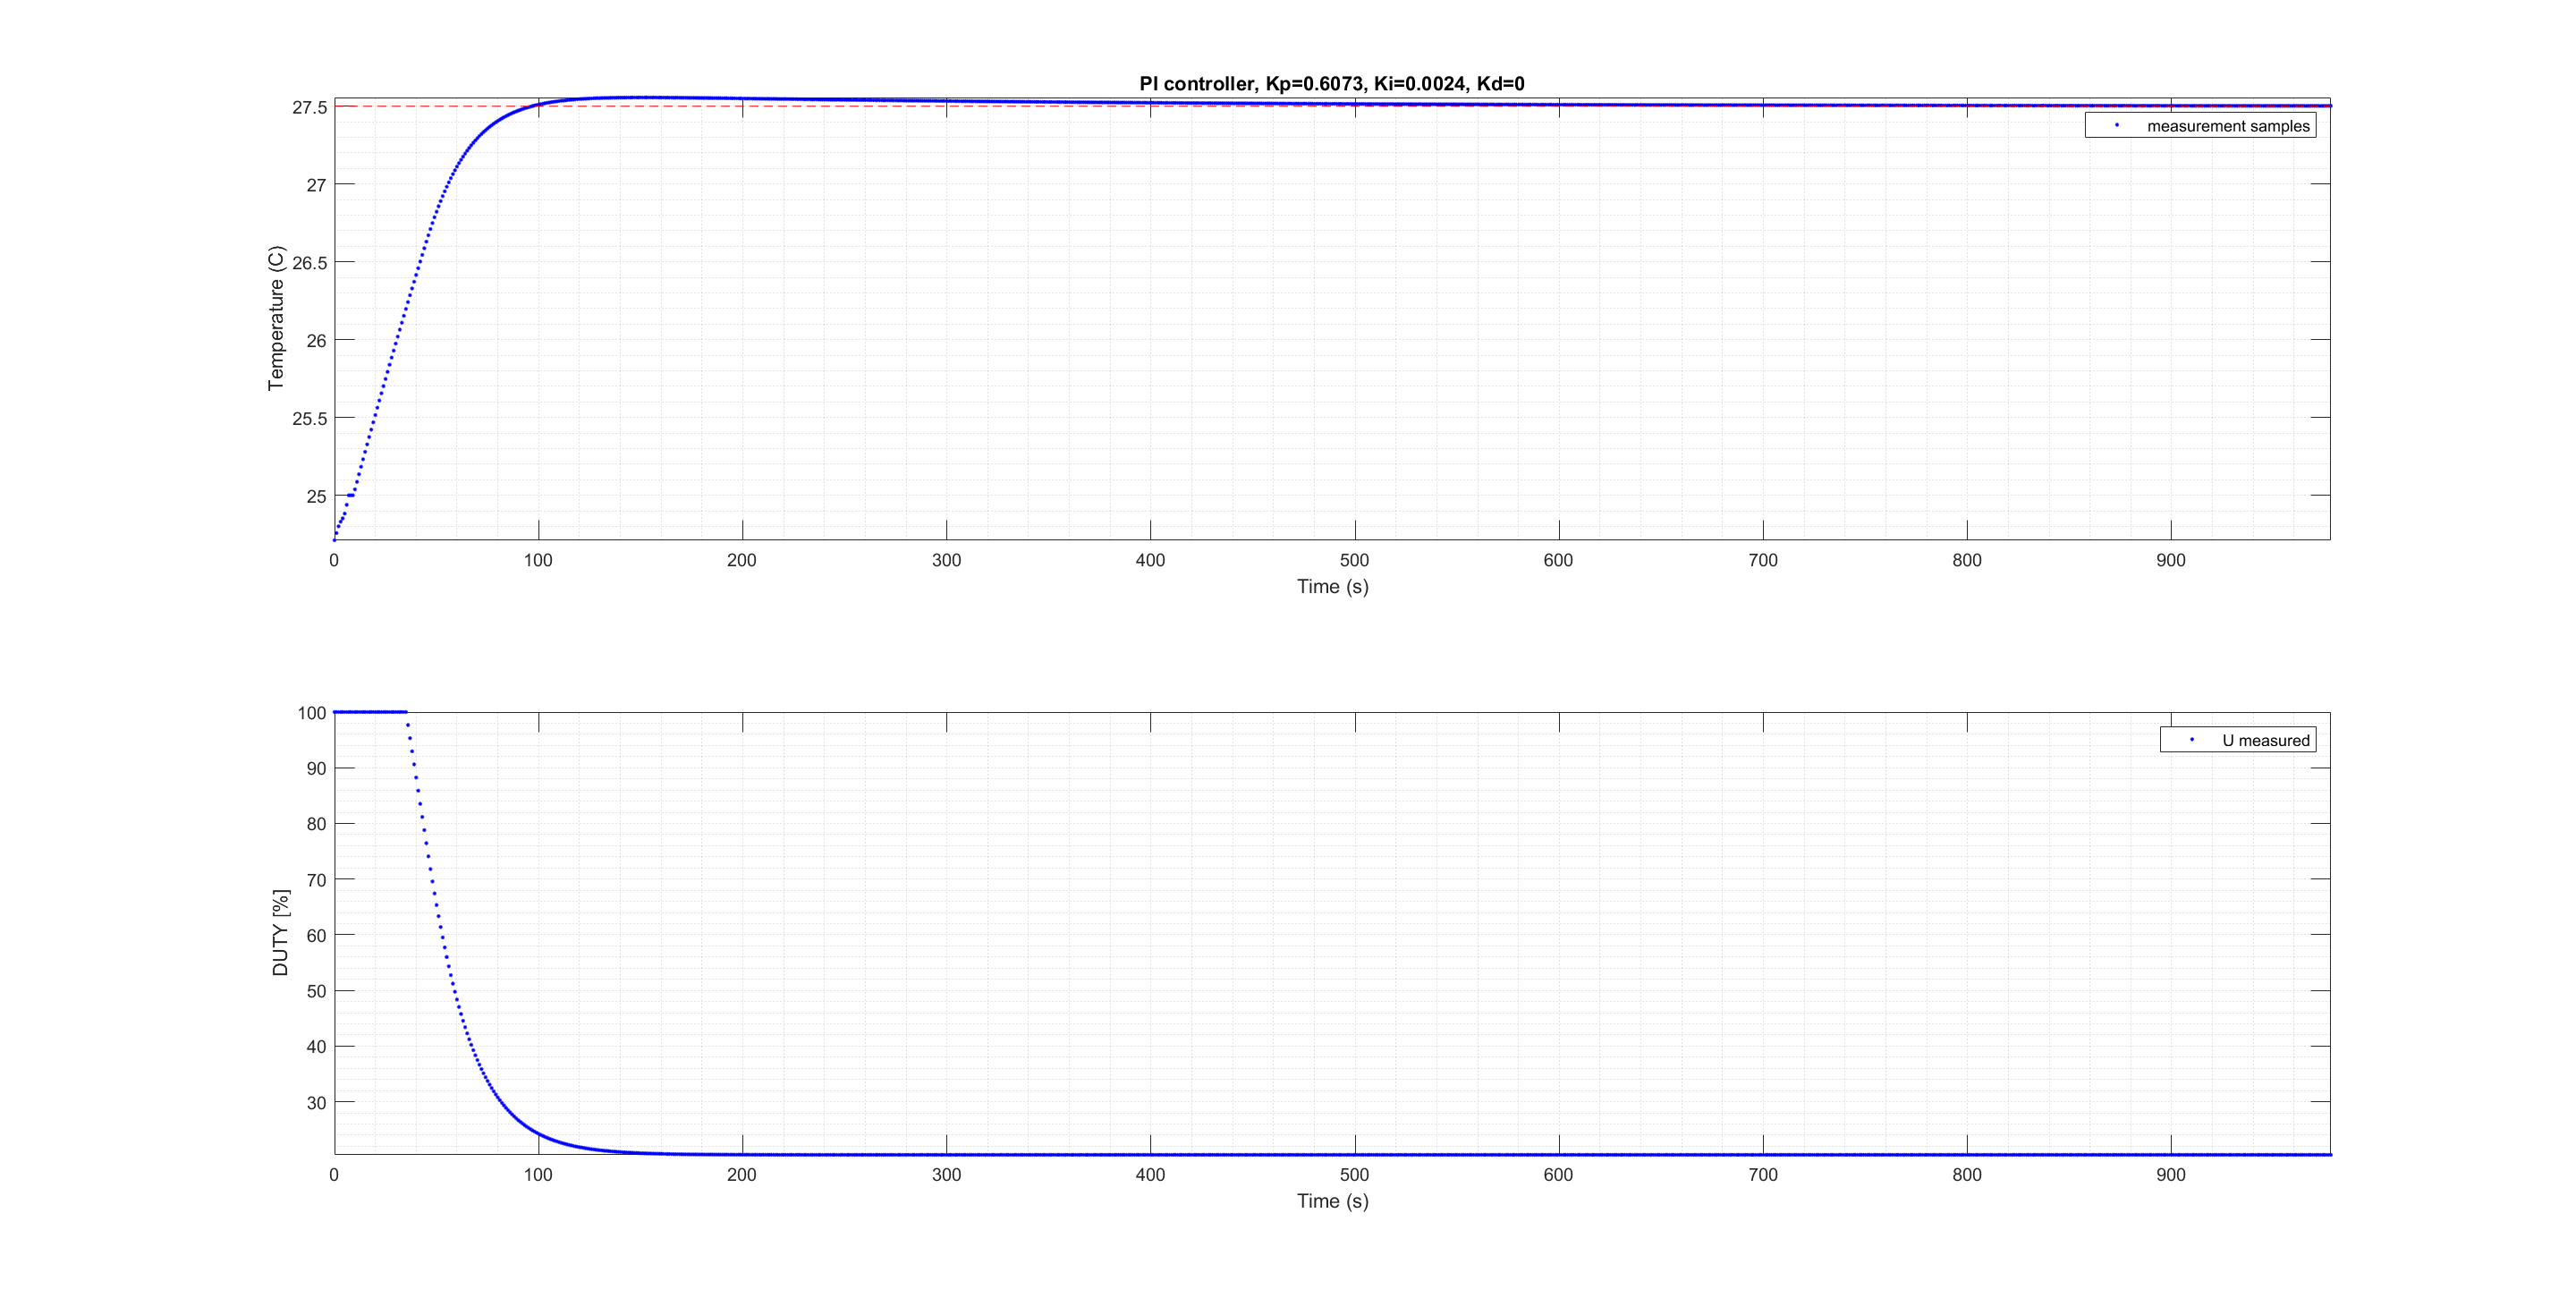 PI controller, Kp=0.6073, Ki=0.0024, Kd=0
27.5
27
26.5
26
25.5
25
Temperature (C)
measurement samples
0 100 200 300 400 500 600 700 800 900
Time (s)
100
90
80
70
60
50
40
30
DUTY [%]
U measured
0 100 200 300 400 500 600 700 800 900
Time (s)